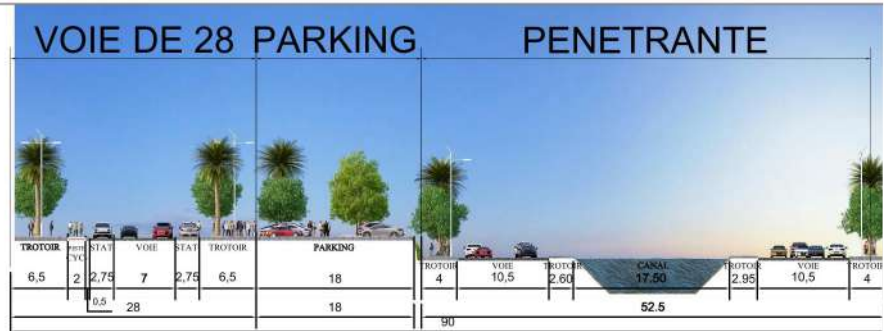 VOIE DE 28 PARKING PENETRANTE
TROTOIR PISTE CYC STAT VOIE STAT TROTOIR PARKING
6,5 2 2,75 7 2,75 6,5 18
TROTOIR VOIE TROTOIR CANAL TROTOIR VOIE TROTOIR
4 10,5 2.60 17.50 2.95 10,5 4
0,5
28 18 52.5
90